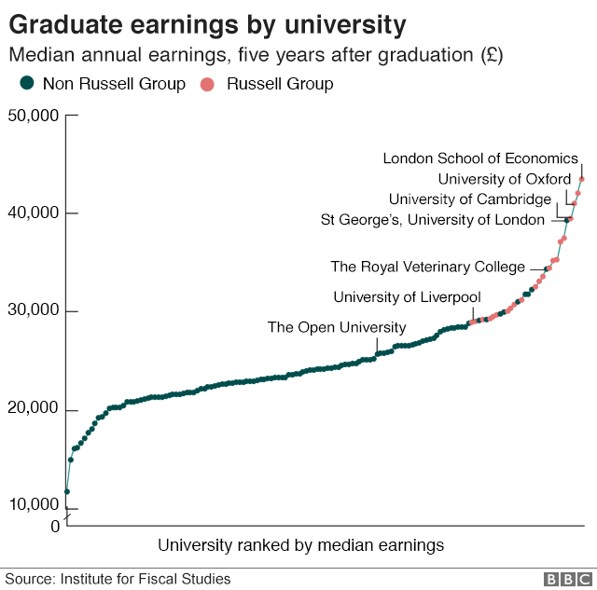 Graduate earnings by university
Median annual earnings, five years after graduation (£)
Non Russell Group
Russell Group
50,000
40,000
30,000
20,000
10,000
0
London School of Economics
University of Oxford
University of Cambridge
St George's, University of London
The Royal Veterinary College
University of Liverpool
The Open University
University ranked by median earnings
Source: Institute for Fiscal Studies
BBC